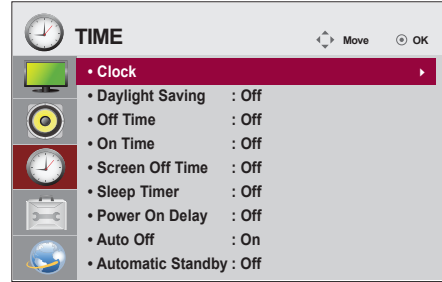 TIME
Move
OK
• Clock
• Daylight Saving : Off
• Off Time : Off
• On Time : Off
• Screen Off Time : Off
• Sleep Timer : Off
• Power On Delay : Off
• Auto Off : On
• Automatic Standby : Off